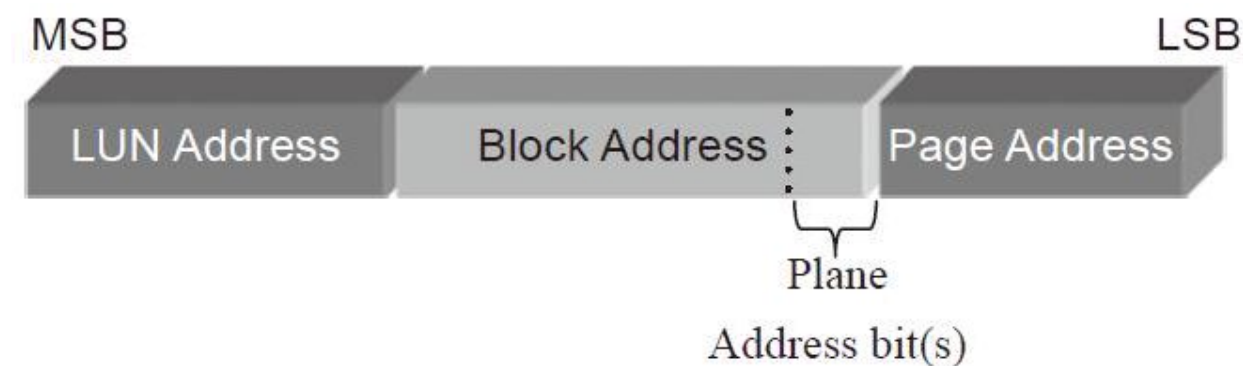 MSB LSB
LUN Address Block Address Page Address
Plane
Address bit(s)